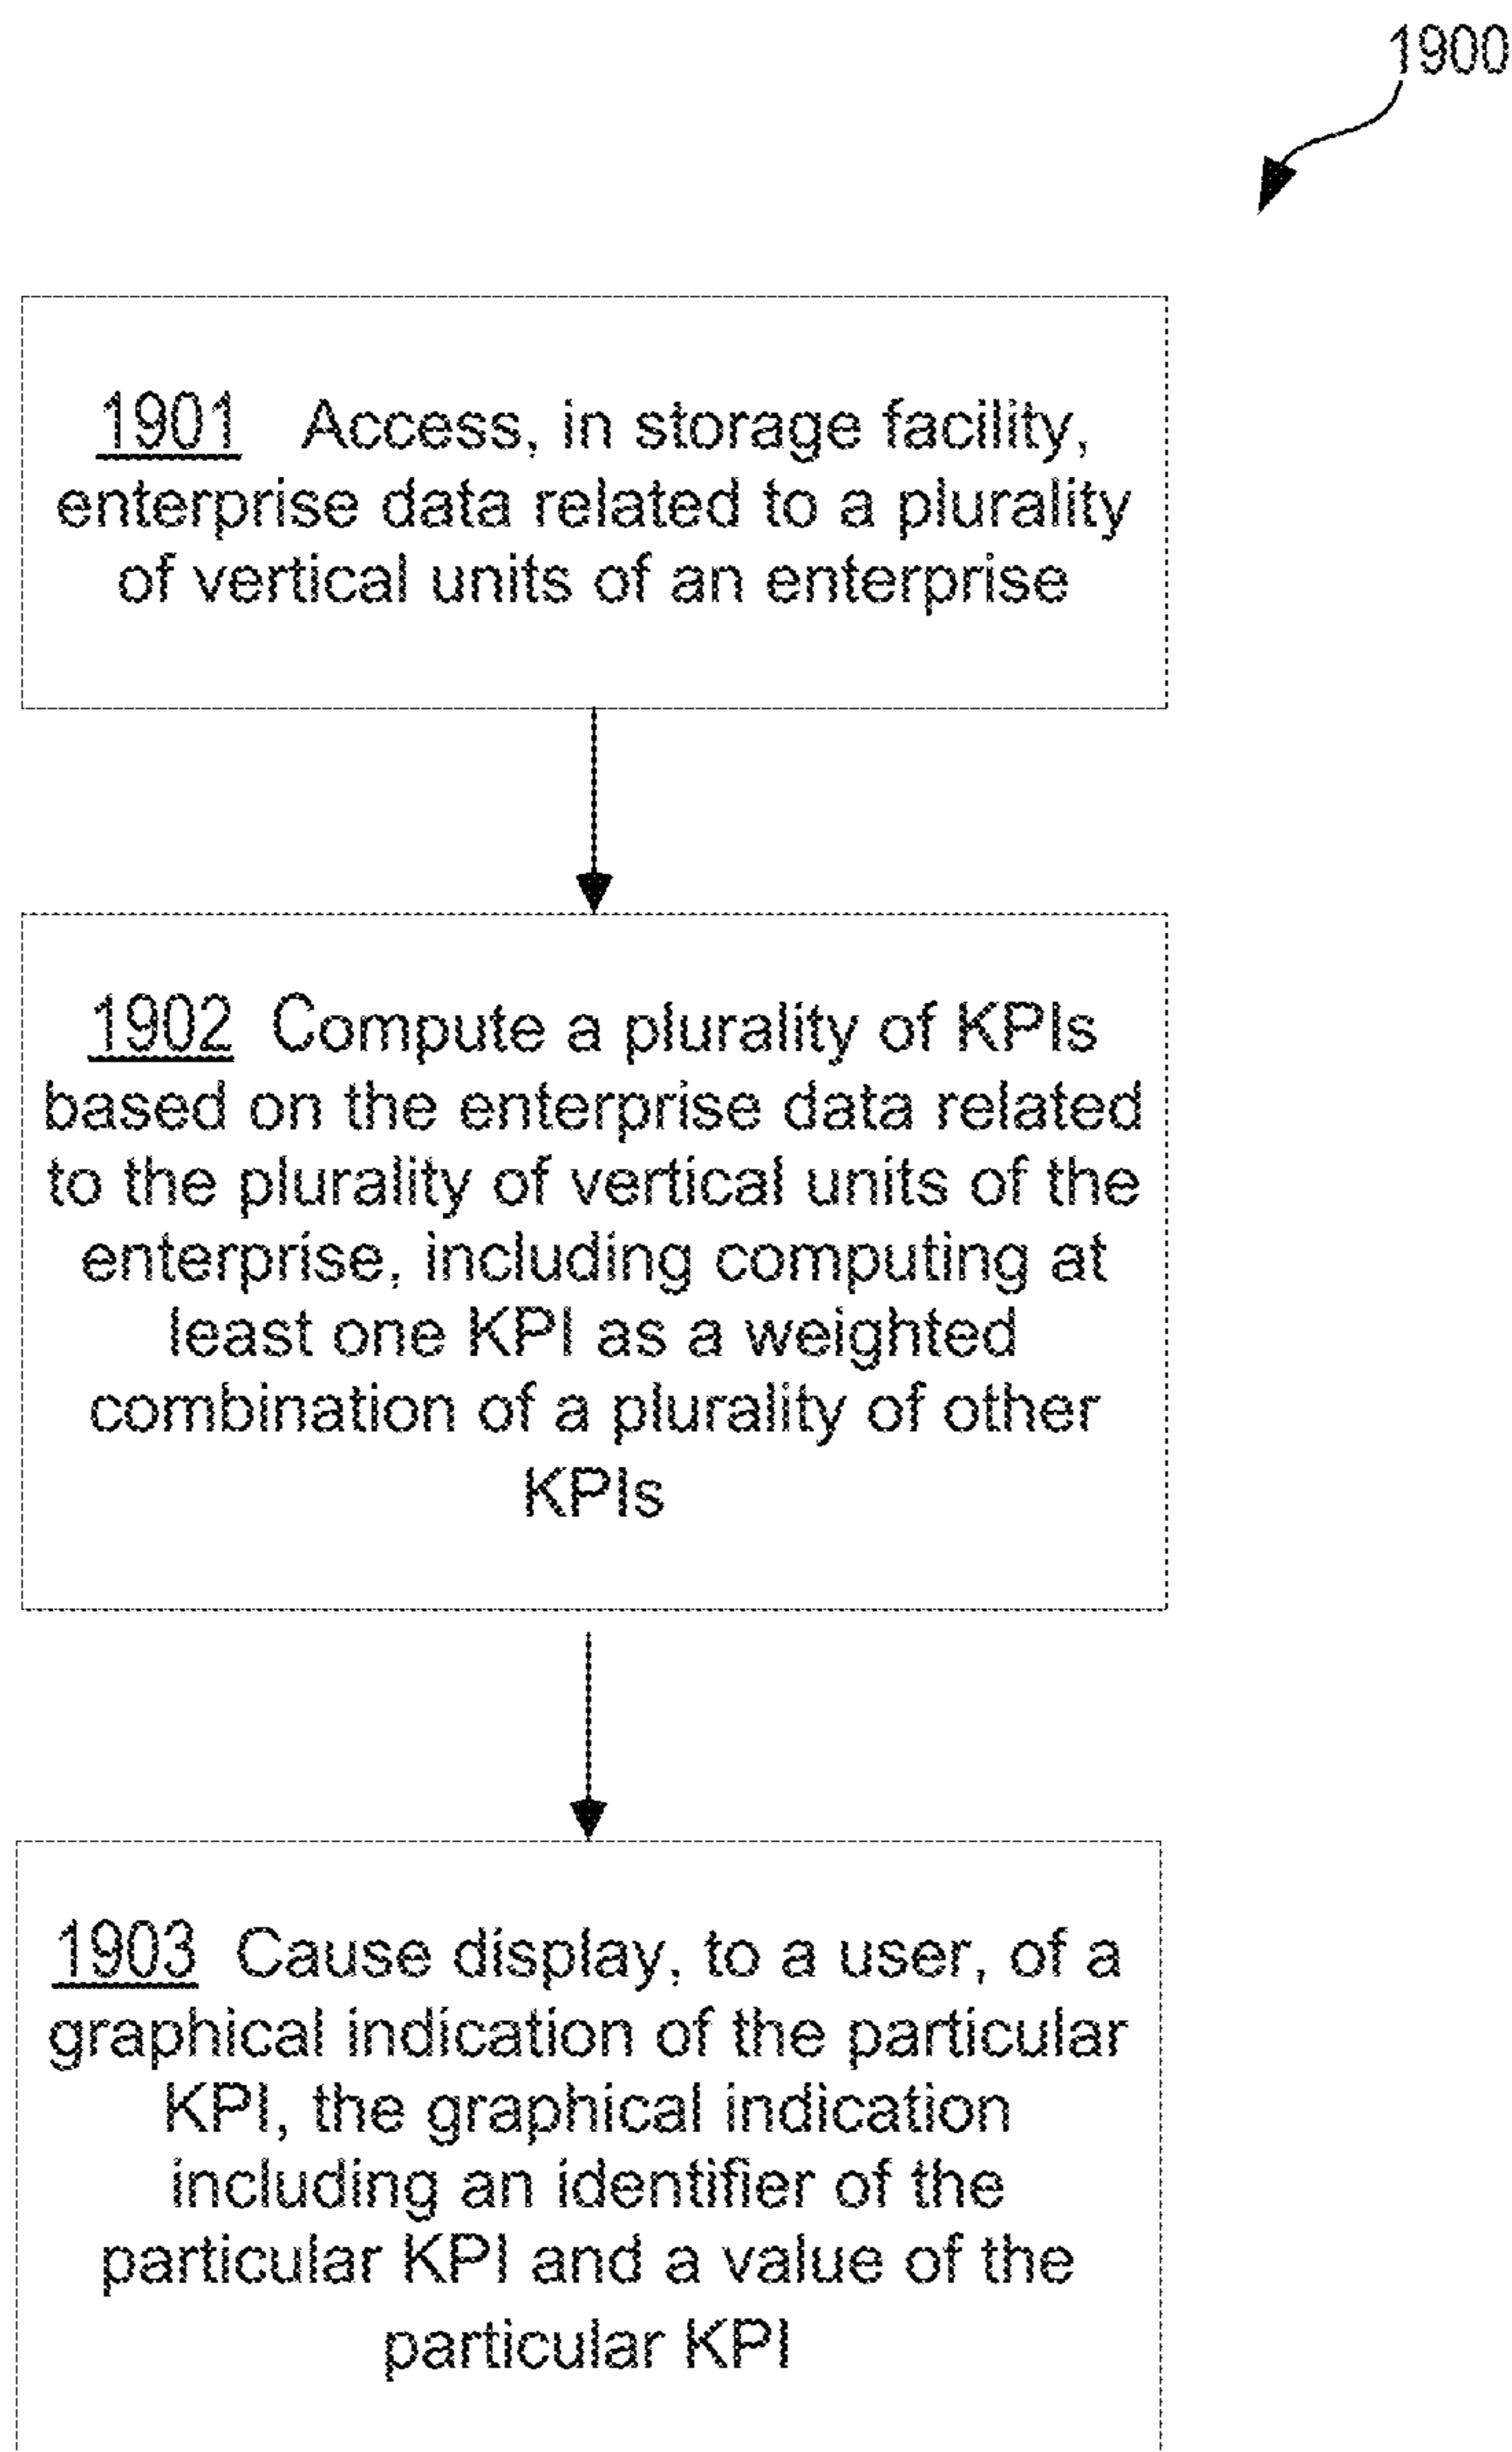 1900
1901 Access, in storage facility,
enterprise data related to a plurality
of vertical units of an enterprise
1902 Compute a plurality of KPIs
based on the enterprise data related
to the plurality of vertical units of the
enterprise, including computing at
least one KPI as a weighted
combination of a plurality of other
KPIs
1903 Cause display, to a user, of a
graphical indication of the particular
KPI, the graphical indication
including an identifier of the
particular KPI and a value of the
particular KPI